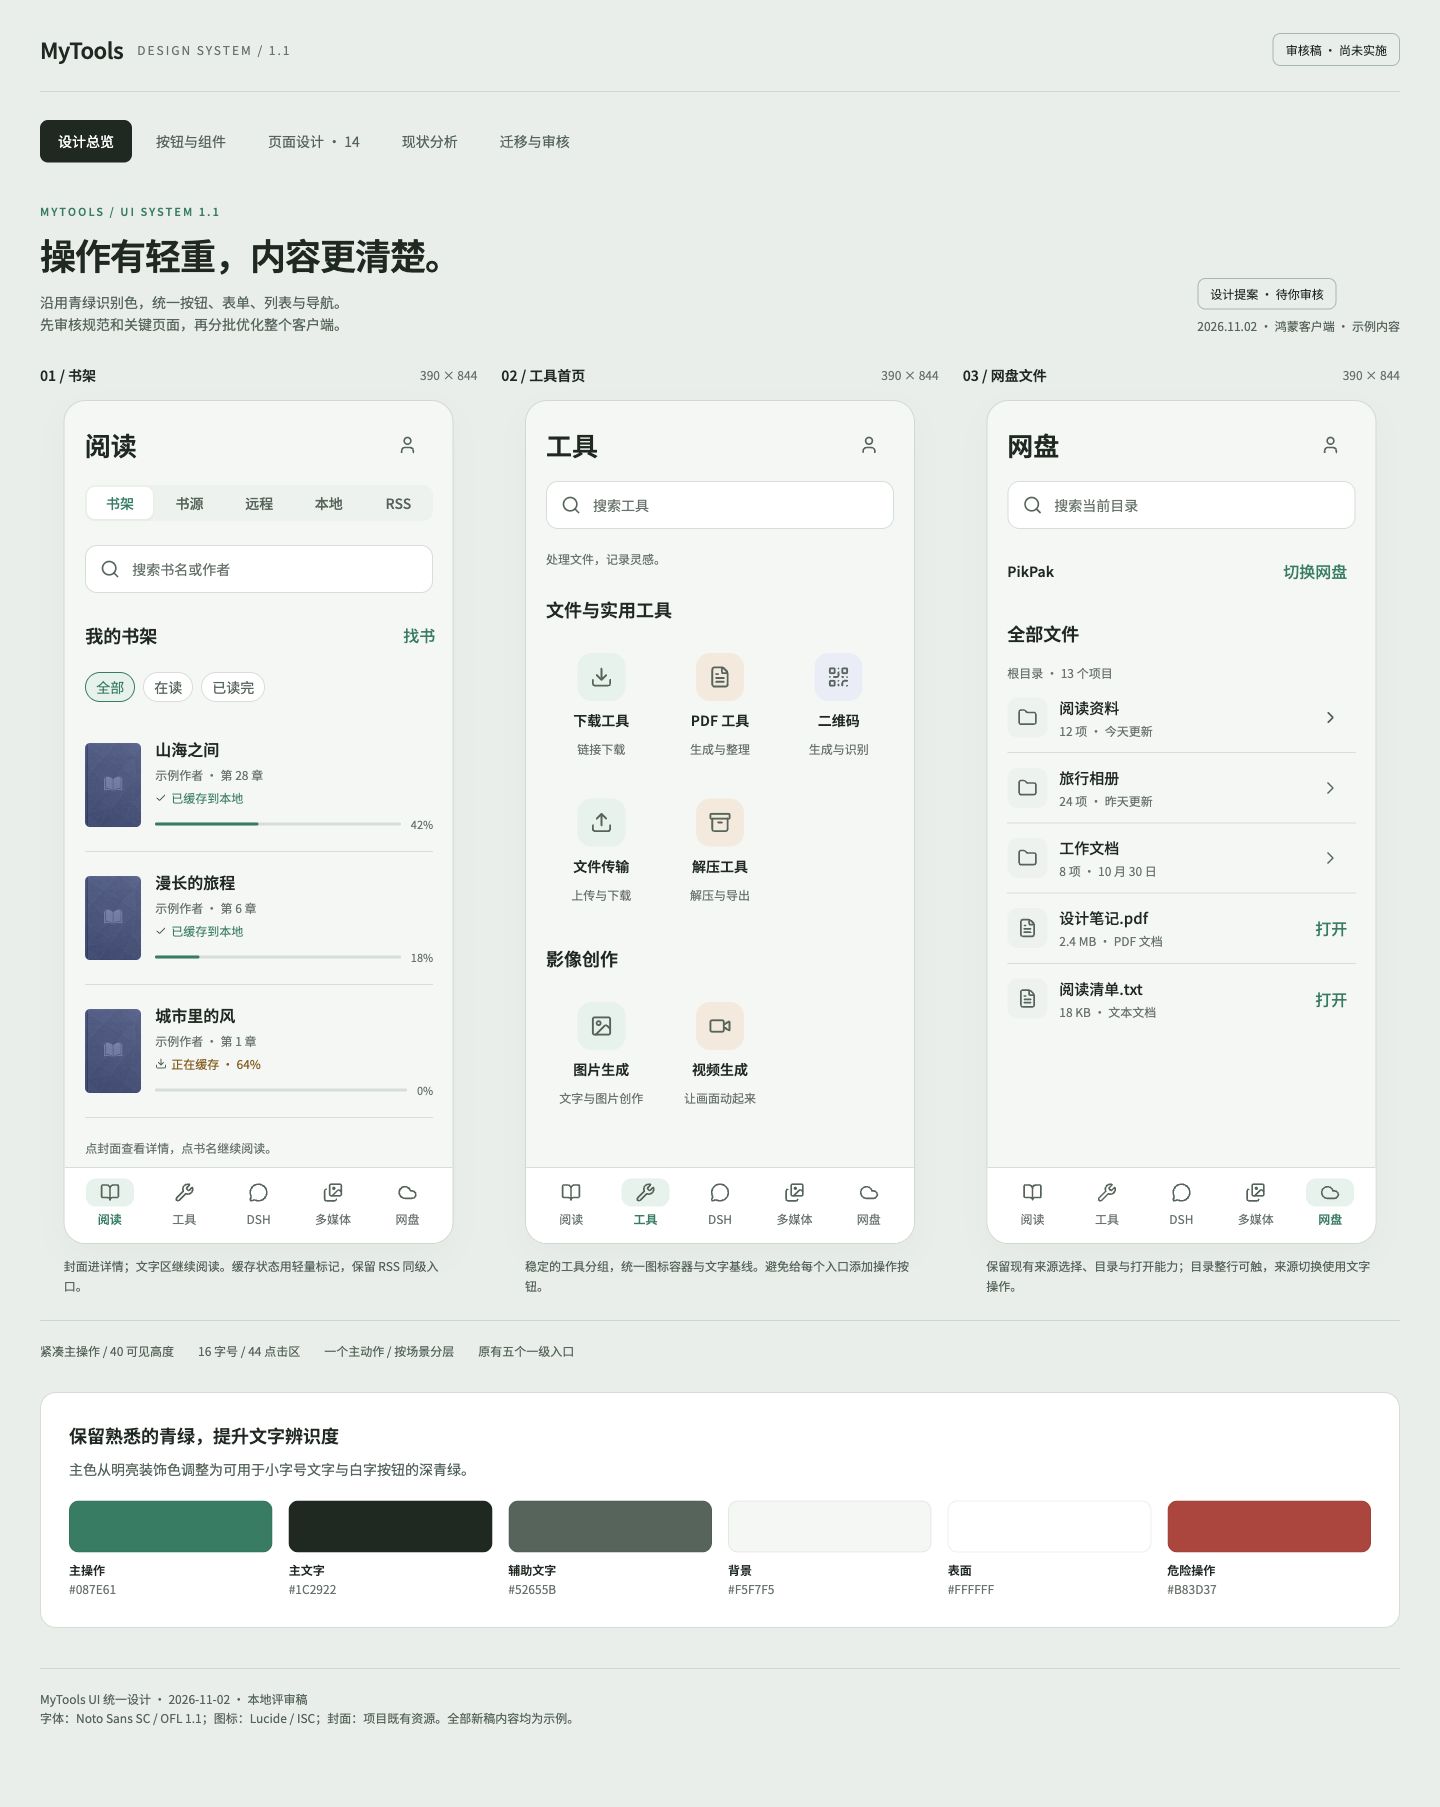 MyTools DESIGN SYSTEM / 1.1
审核稿 · 尚未实施
设计总览 按钮与组件 页面设计 · 14 现状分析 迁移与审核
MYTOOLS / UI SYSTEM 1.1
操作有轻重，内容更清楚。
沿用青绿识别色，统一按钮、表单、列表与导航。
先审核规范和关键页面，再分批优化整个客户端。
设计提案 · 待你审核
2026.11.02 · 鸿蒙客户端 · 示例内容
01 / 书架 390 × 844
阅读
书架 书源 远程 本地 RSS
搜索书名或作者
我的书架 找书
全部 在读 已读完
山海之间
示例作者 · 第 28 章
已缓存到本地
42%
漫长的旅程
示例作者 · 第 6 章
已缓存到本地
18%
城市里的风
示例作者 · 第 1 章
正在缓存 · 64%
0%
点封面查看详情，点书名继续阅读。
阅读 工具 DSH 多媒体 网盘
封面进详情；文字区继续阅读。缓存状态用轻量标记，保留 RSS 同级入
口。
02 / 工具首页 390 × 844
工具
搜索工具
处理文件，记录灵感。
文件与实用工具
下载工具 PDF 工具 二维码
链接下载 生成与整理 生成与识别
文件传输 解压工具
上传与下载 解压与导出
影像创作
图片生成 视频生成
文字与图片创作 让画面动起来
阅读 工具 DSH 多媒体 网盘
稳定的工具分组，统一图标容器与文字基线。避免给每个入口添加操作按
钮。
03 / 网盘文件 390 × 844
网盘
搜索当前目录
PikPak 切换网盘
全部文件
根目录 · 13 个项目
阅读资料
12 项 · 今天更新
旅行相册
24 项 · 昨天更新
工作文档
8 项 · 10 月 30 日
设计笔记.pdf
2.4 MB · PDF 文档
打开
阅读清单.txt
18 KB · 文本文档
打开
阅读 工具 DSH 多媒体 网盘
保留现有来源选择、目录与打开能力；目录整行可触，来源切换使用文字
操作。
紧凑主操作 / 40 可见高度 16 字号 / 44 点击区 一个主动作 / 按场景分层 原有五个一级入口
保留熟悉的青绿，提升文字辨识度
主色从明亮装饰色调整为可用于小字号文字与白字按钮的深青绿。
主操作 主文字 辅助文字 背景 表面 危险操作
#087E61 #1C2922 #52655B #F5F7F5 #FFFFFF #B83D37
MyTools UI 统一设计 · 2026-11-02 · 本地评审稿
字体：Noto Sans SC / OFL 1.1；图标：Lucide / ISC；封面：项目既有资源。全部新稿内容均为示例。